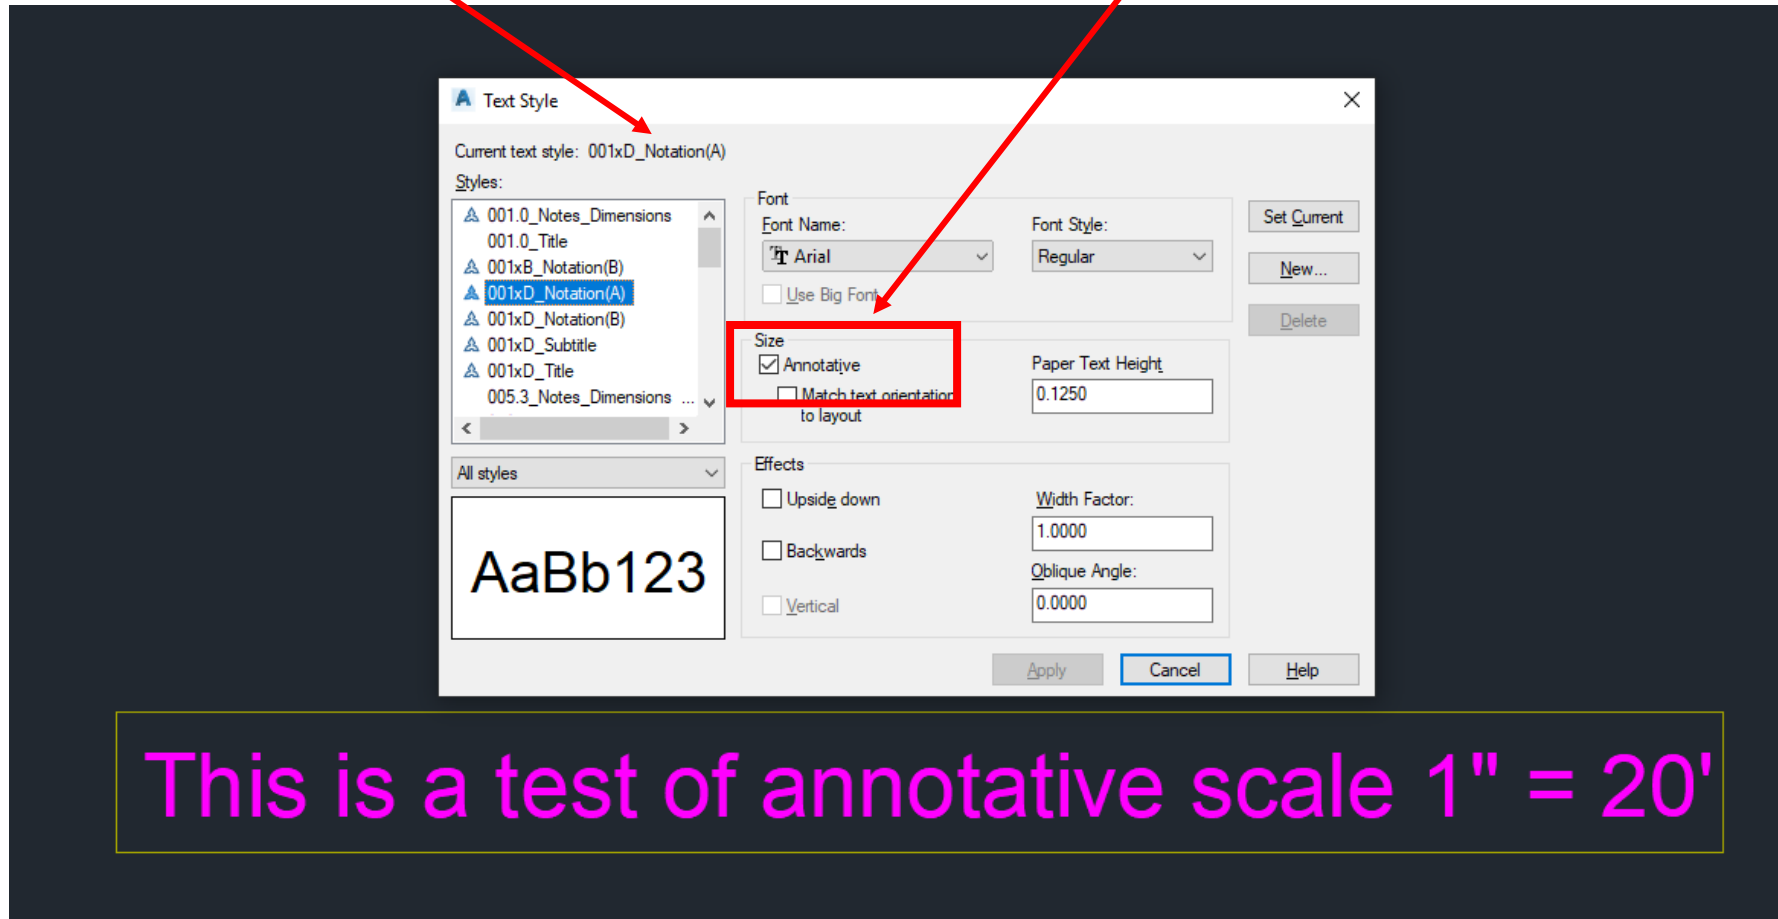 Text Style
Current text style: 001xD_Notation(A)
Styles:
001.0_Notes_Dimensions
001.0_Title
001xB_Notation(B)
001xD_Notation(A)
001xD_Notation(B)
001xD_Subtitle
001xD_Title
005.3_Notes_Dimensions ...
All styles
AaBb123
Font
Font Name:
Arial
Use Big Font
Font Style:
Regular
Size
Annotative
Match text orientation
to layout
Paper Text Height
0.1250
Effects
Upside down
Backwards
Vertical
Width Factor:
1.0000
Oblique Angle:
0.0000
Set Current
New...
Delete
Apply
Cancel
Help
This is a test of annotative scale 1" = 20'